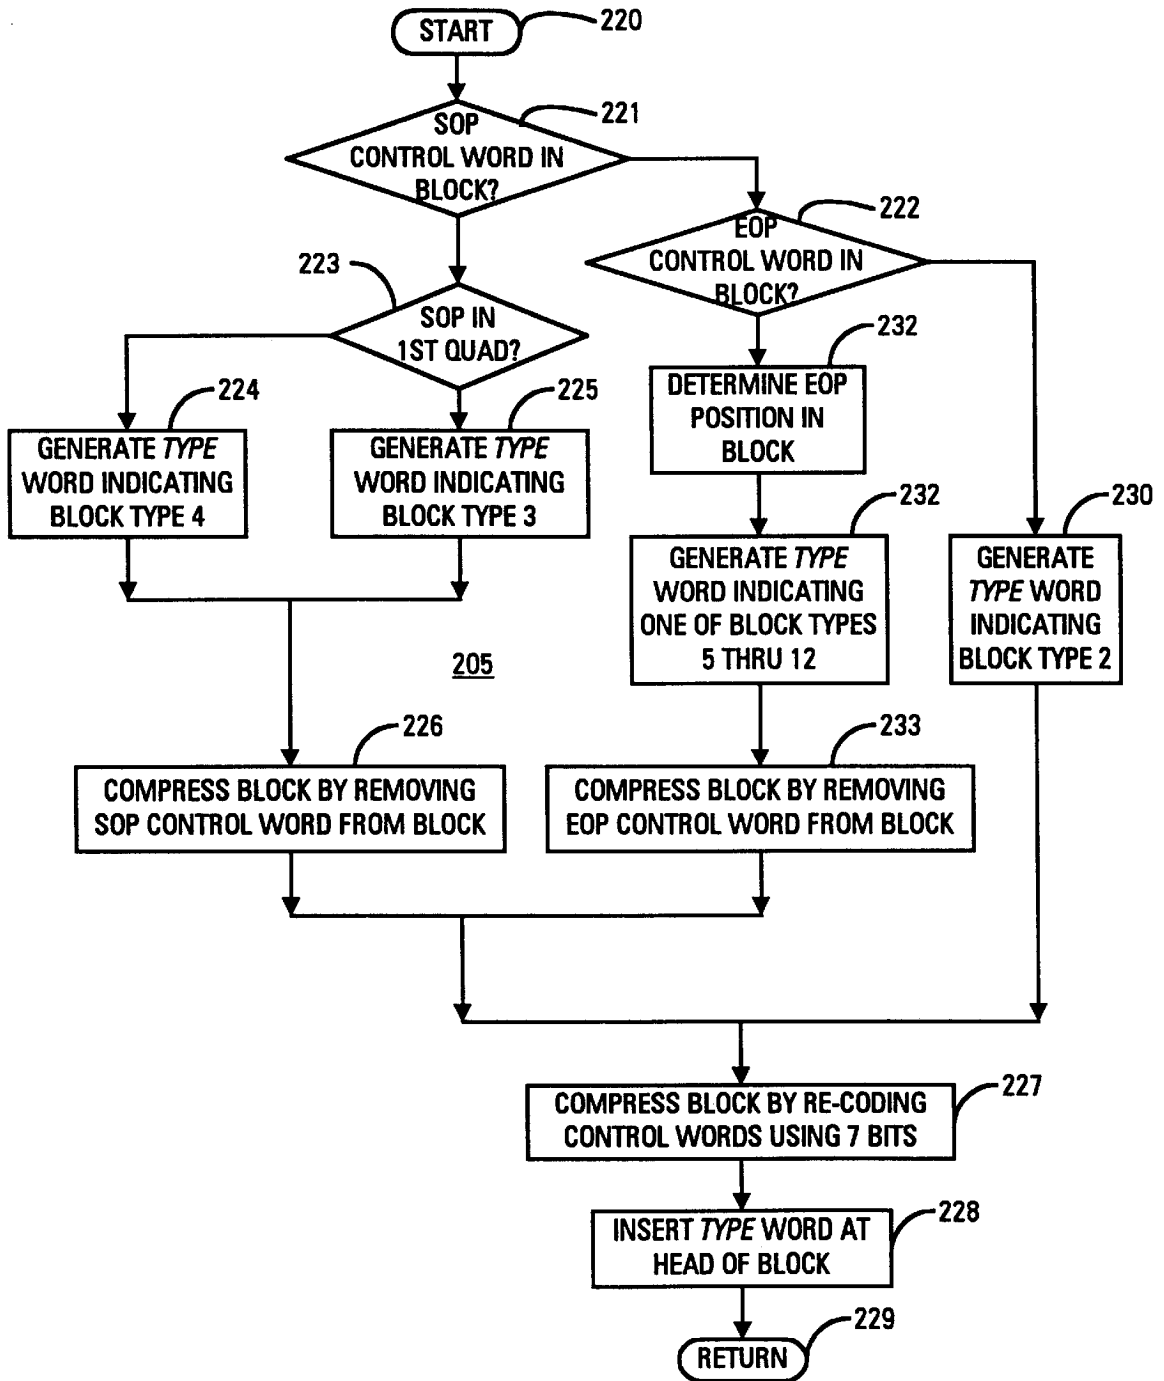 START
220
SOP
CONTROL WORD IN
BLOCK?
221
EOP
CONTROL WORD IN
BLOCK?
222
SOP IN
1ST QUAD?
223
DETERMINE EOP
POSITION IN
BLOCK
232
GENERATE TYPE
WORD INDICATING
BLOCK TYPE 4
224
GENERATE TYPE
WORD INDICATING
BLOCK TYPE 3
225
GENERATE TYPE
WORD INDICATING
ONE OF BLOCK TYPES
5 THRU 12
232
GENERATE
TYPE WORD
INDICATING
BLOCK TYPE 2
230
205
COMPRESS BLOCK BY REMOVING
SOP CONTROL WORD FROM BLOCK
226
COMPRESS BLOCK BY REMOVING
EOP CONTROL WORD FROM BLOCK
233
COMPRESS BLOCK BY RE-CODING
CONTROL WORDS USING 7 BITS
227
INSERT TYPE WORD AT
HEAD OF BLOCK
228
RETURN
229